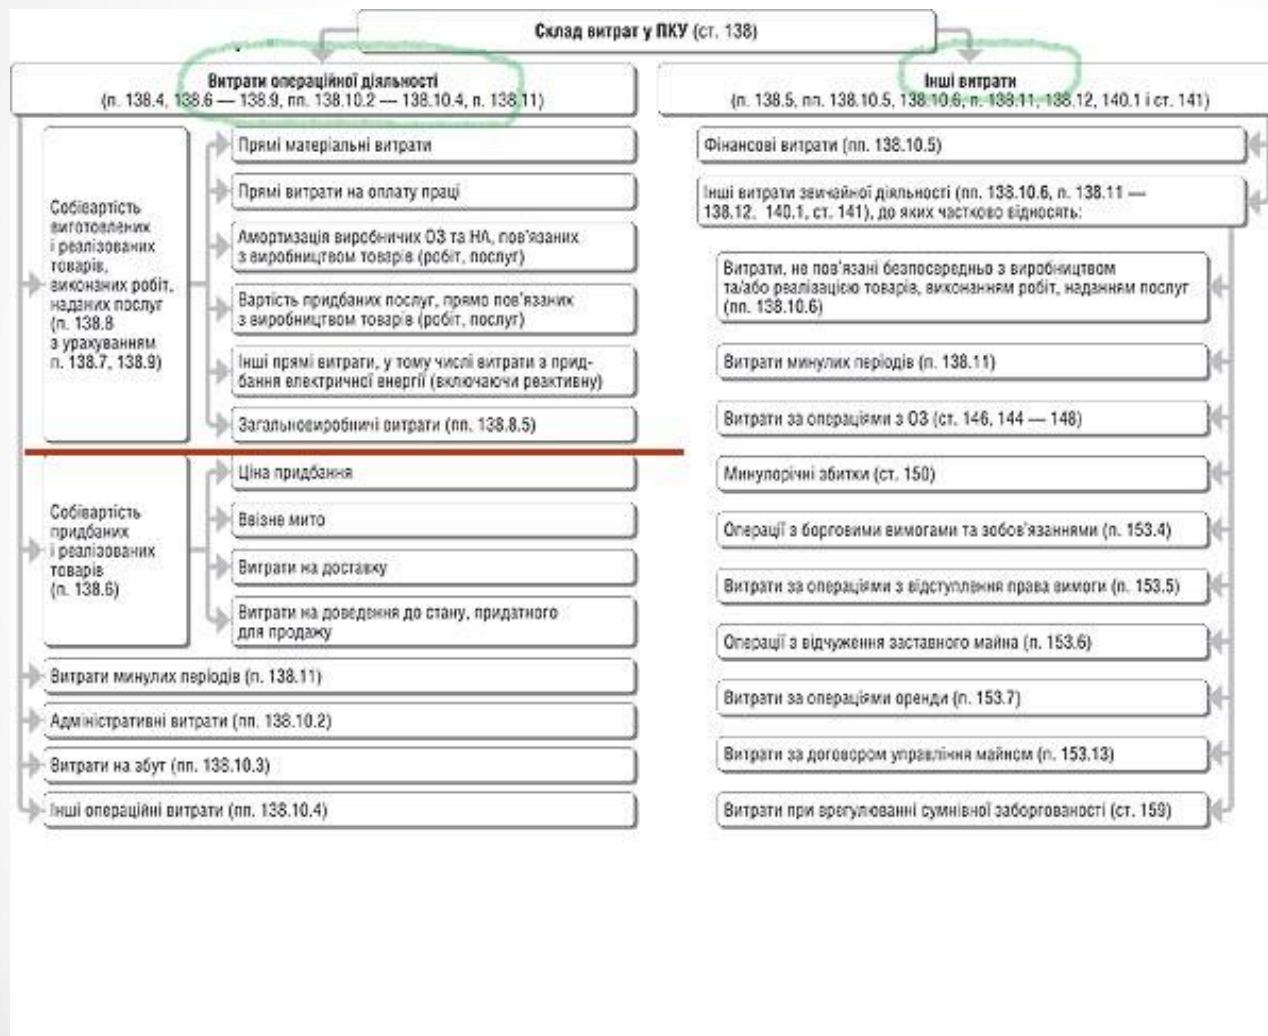 Склад витрат у ПКУ (ст. 138)
Витрати операційної діяльності
(п. 138.4, 138.6 — 138.9, пп. 138.10.2 — 138.10.4, п. 138.11)
Собівартість
виготовлених
і реалізованих
товарів,
виконаних робіт,
наданих послуг
(п. 138.8
з урахуванням
п. 138.7, 138.9)
Прямі матеріальні витрати
Прямі витрати на оплату праці
Амортизація виробничих ОЗ та НА, пов'язаних
з виробництвом товарів (робіт, послуг)
Вартість придбаних послуг, прямо пов'язаних
з виробництвом товарів (робіт, послуг)
Інші прямі витрати, у тому числі витрати з прид-
бання електричної енергії (включаючи реактивну)
Загальновиробничі витрати (пп. 138.8.5)
Собівартість
придбаних
і реалізованих
товарів
(п. 138.6)
Ціна придбання
Ввізне мито
Витрати на доставку
Витрати на доведення до стану, придатного
для продажу
Витрати минулих періодів (п. 138.11)
Адміністративні витрати (пп. 138.10.2)
Витрати на збут (пп. 138.10.3)
Інші операційні витрати (пп. 138.10.4)
Інші витрати
(п. 138.5, пп. 138.10.5, 138.10.6, п. 138.11, 138.12, 140.1 і ст. 141)
Фінансові витрати (пп. 138.10.5)
Інші витрати звичайної діяльності (пп. 138.10.6, п. 138.11 —
138.12, 140.1, ст. 141), до яких частково відносять:
Витрати, не пов'язані безпосередньо з виробництвом
та/або реалізацією товарів, виконанням робіт, наданням послуг
(пп. 138.10.6)
Витрати минулих періодів (п. 138.11)
Витрати за операціями з ОЗ (ст. 146, 144 — 148)
Минулорічні збитки (ст. 150)
Операції з борговими вимогами та зобов'язаннями (п. 153.4)
Витрати за операціями з відступлення права вимоги (п. 153.5)
Операції з відчуження заставного майна (п. 153.6)
Витрати за операціями оренди (п. 153.7)
Витрати за договором управління майном (п. 153.13)
Витрати при врегулюванні сумнівної заборгованості (ст. 159)